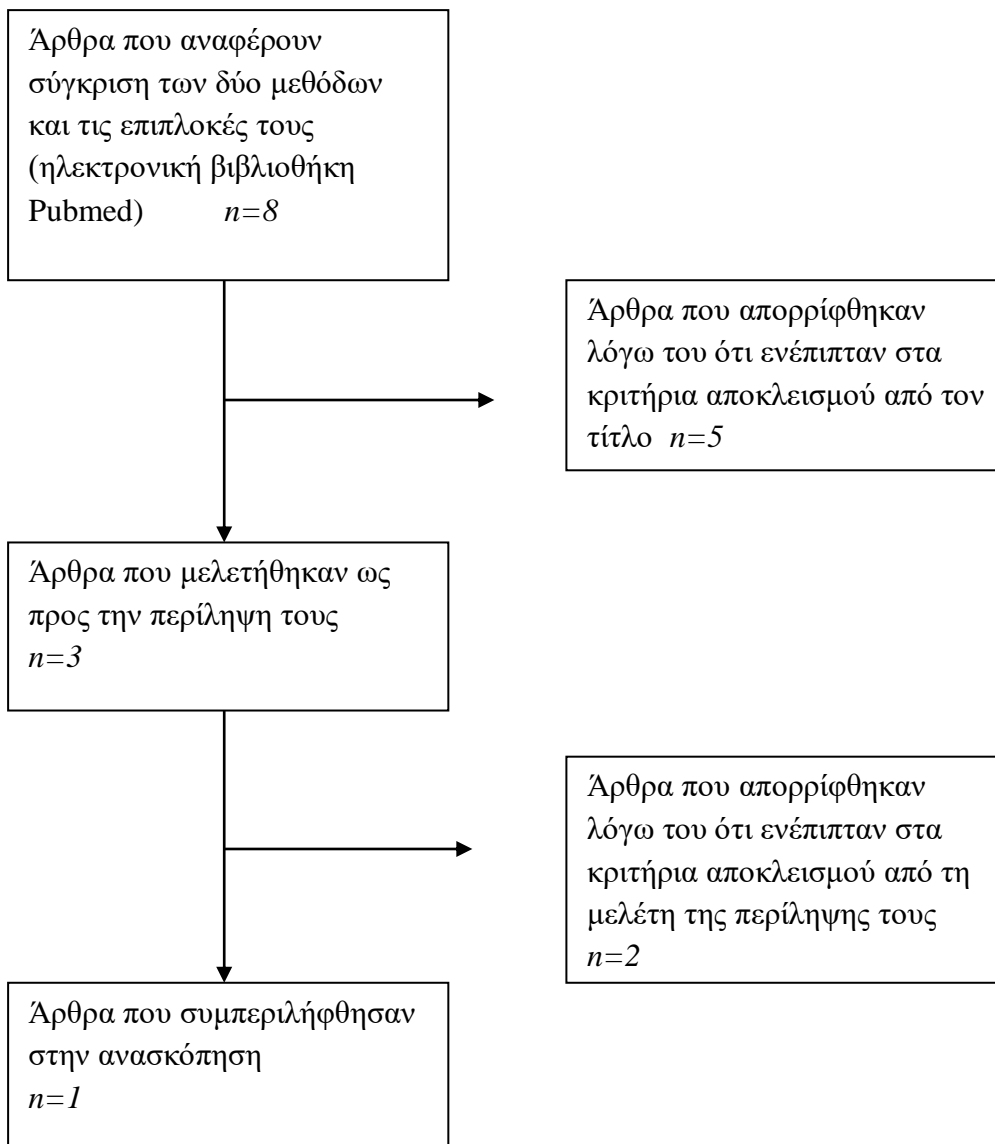 Άρθρα που αναφέρουν
σύγκριση των δύο μεθόδων
και τις επιπλοκές τους
(ηλεκτρονική βιβλιοθήκη
Pubmed) n=8
Άρθρα που απορρίφθηκαν
λόγω του ότι ενέπιπταν στα
κριτήρια αποκλεισμού από τον
τίτλο n=5
Άρθρα που μελετήθηκαν ως
προς την περίληψη τους
n=3
Άρθρα που απορρίφθηκαν
λόγω του ότι ενέπιπταν στα
κριτήρια αποκλεισμού από τη
μελέτη της περίληψης τους
n=2
Άρθρα που συμπεριλήφθησαν
στην ανασκόπηση
n=1